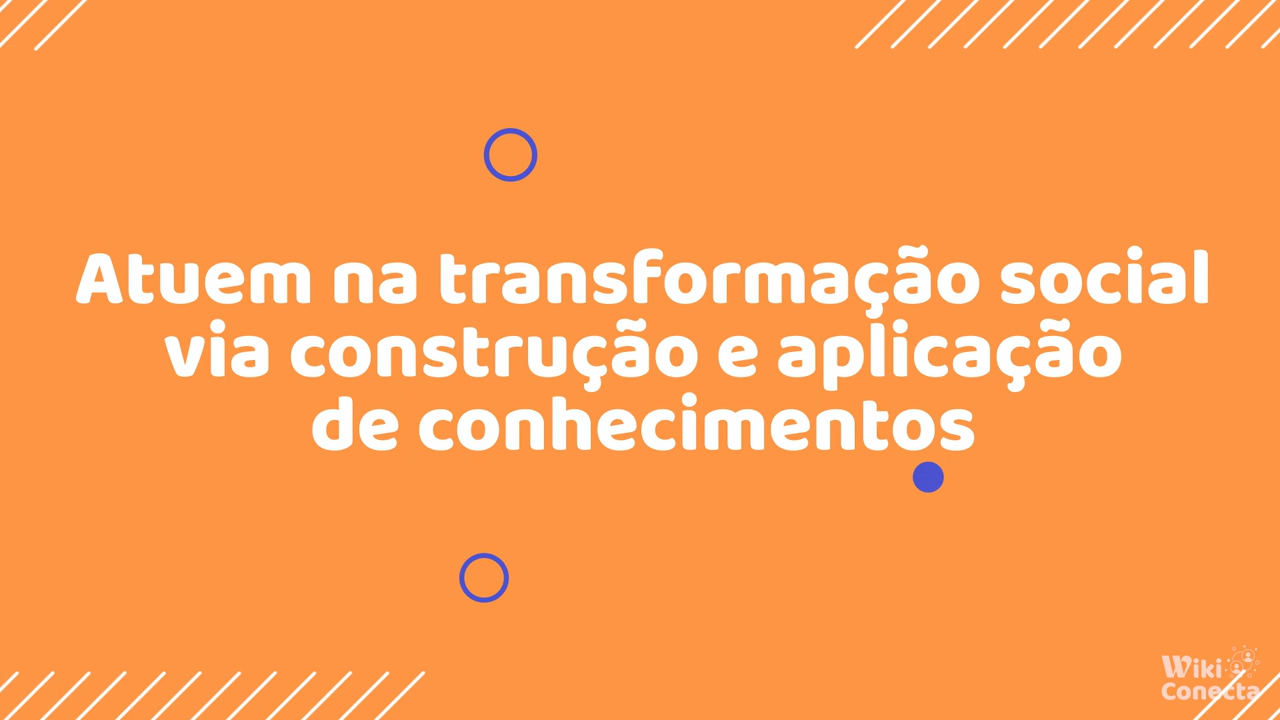 Atuem na transformação social
via construção e aplicação
de conhecimentos
Wiki
Conecta